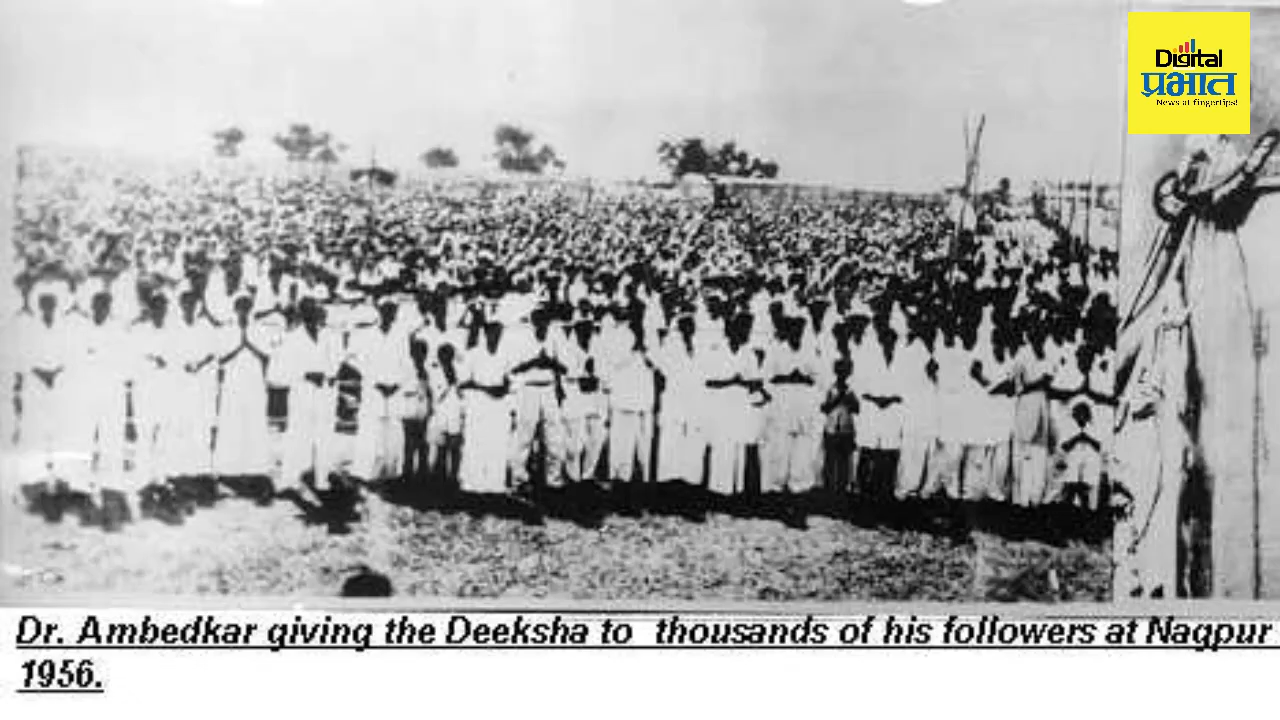 Digital
प्रभात
News at fingertips!
Dr. Ambedkar giving the Deeksha to thousands of his followers at Nagpur
1956.